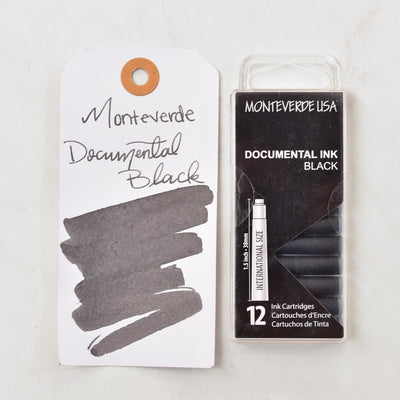 Monteverde
Documental
Black
MONTEVERDE USA
DOCUMENTAL INK
BLACK
1.5 inch - 38mm
INTERNATIONAL SIZE
12 Ink Cartridges
Cartouches d'Encre
Cartuchos de Tinta